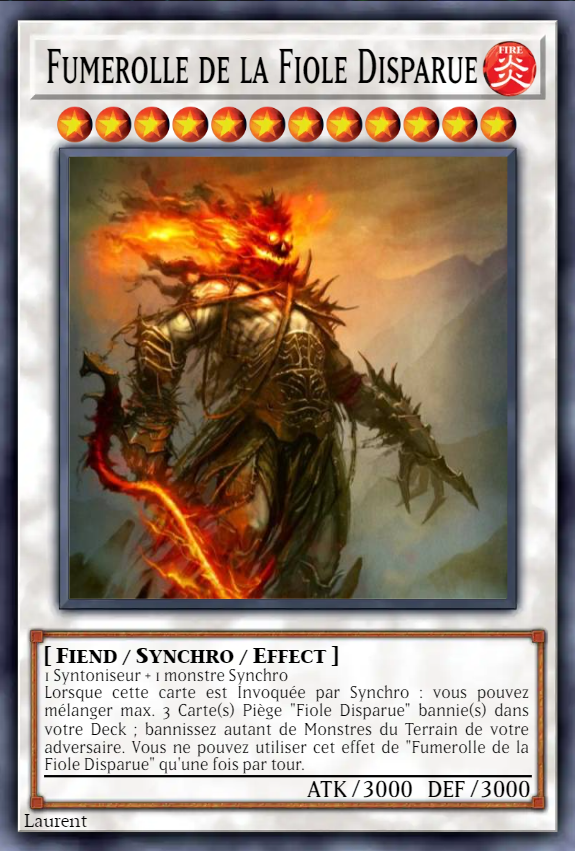 Fumerolle de la Fiole Disparue
FIRE
炎
[ Fiend / Synchro / Effect ]
1 Syntoniseur + 1 monstre Synchro
Lorsque cette carte est Invoquée par Synchro : vous pouvez
mélanger max. 3 Carte(s) Piège "Fiole Disparue" bannie(s) dans
votre Deck ; bannissez autant de Monstres du Terrain de votre
adversaire. Vous ne pouvez utiliser cet effet de "Fumerolle de la
Fiole Disparue" qu'une fois par tour.
ATK / 3000 DEF / 3000
Laurent